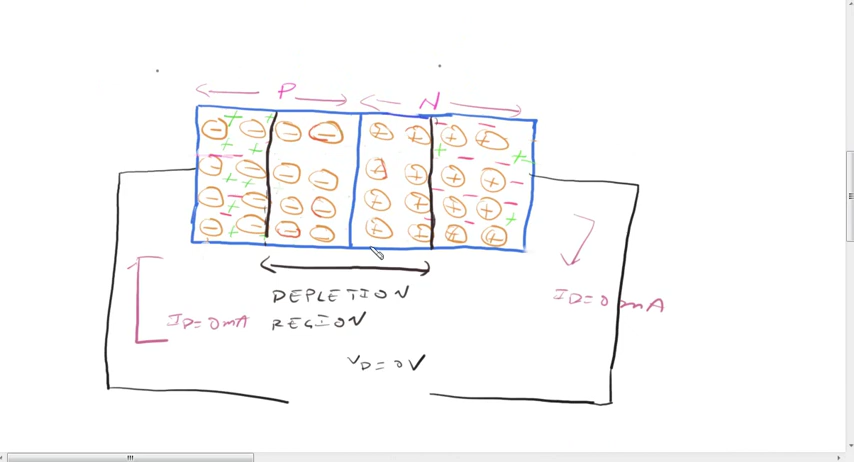 P N
DEPLETION
REGION
ID=0mA
ID=0mA
VD=0V